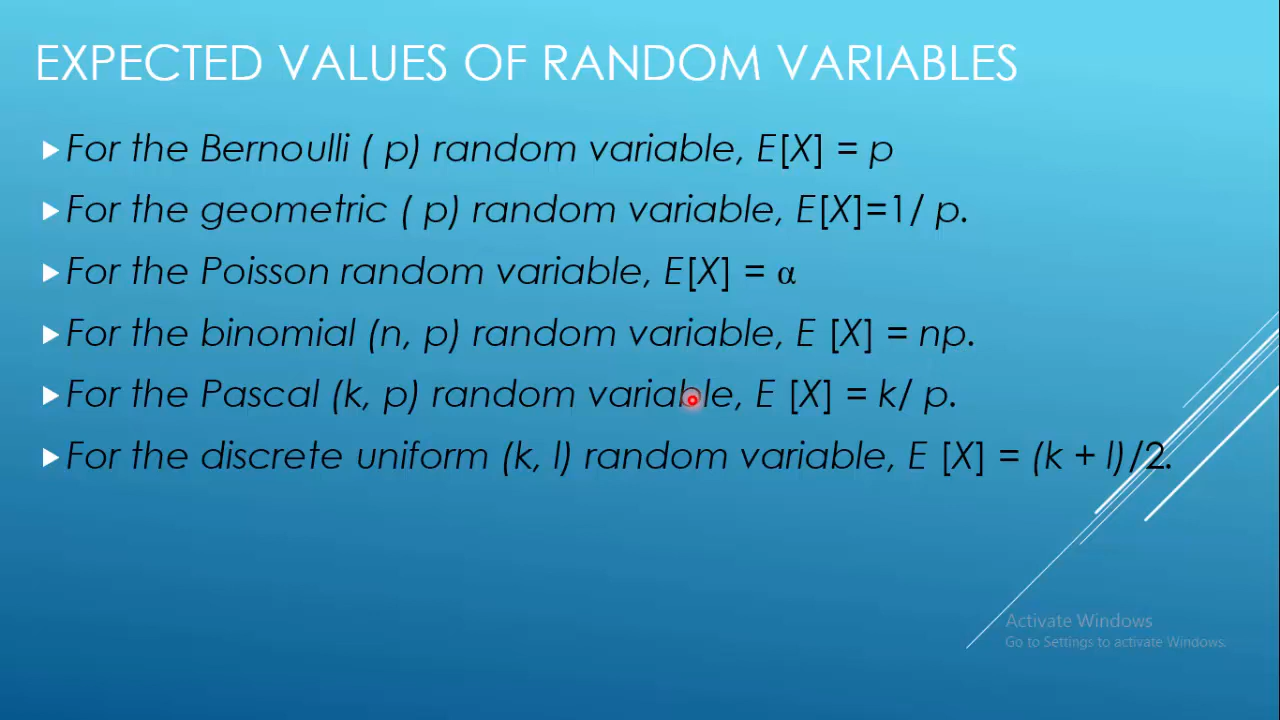 EXPECTED VALUES OF RANDOM VARIABLES
For the Bernoulli ( p) random variable, E[X] = p
For the geometric ( p) random variable, E[X]=1/ p.
For the Poisson random variable, E[X] = α
For the binomial (n, p) random variable, E [X] = np.
For the Pascal (k, p) random variable, E [X] = k/ p.
For the discrete uniform (k, l) random variable, E [X] = (k + l)/2.
Activate Windows
Go to Settings to activate Windows.